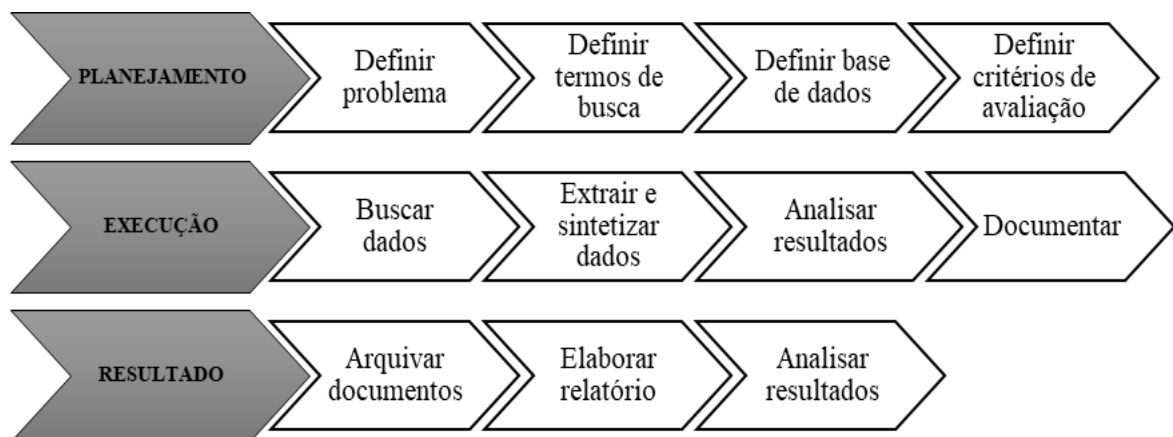 PLANEJAMENTO
Definir
problema
Definir
termos de
busca
Definir base
de dados
Definir
critérios de
avaliação
EXECUÇÃO
Buscar
dados
Extrair e
sintetizar
dados
Analisar
resultados
Documentar
RESULTADO
Arquivar
documentos
Elaborar
relatório
Analisar
resultados